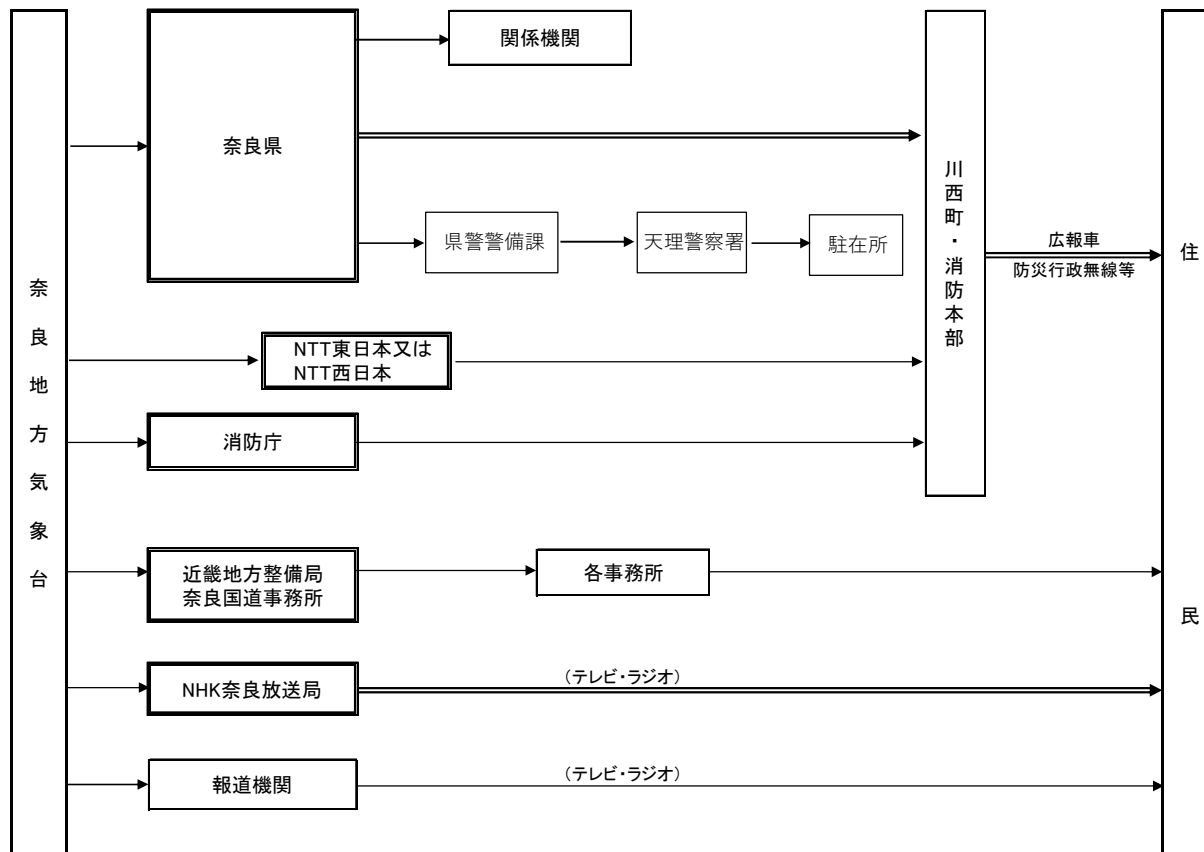 奈良地方気象台
奈良県
関係機関
県警警備課
天理警察署
駐在所
NTT東日本又は
NTT西日本
消防庁
近畿地方整備局
奈良国道事務所
各事務所
NHK奈良放送局
(テレビ・ラジオ)
報道機関
(テレビ・ラジオ)
川西町・消防本部
広報車
防災行政無線等
住民